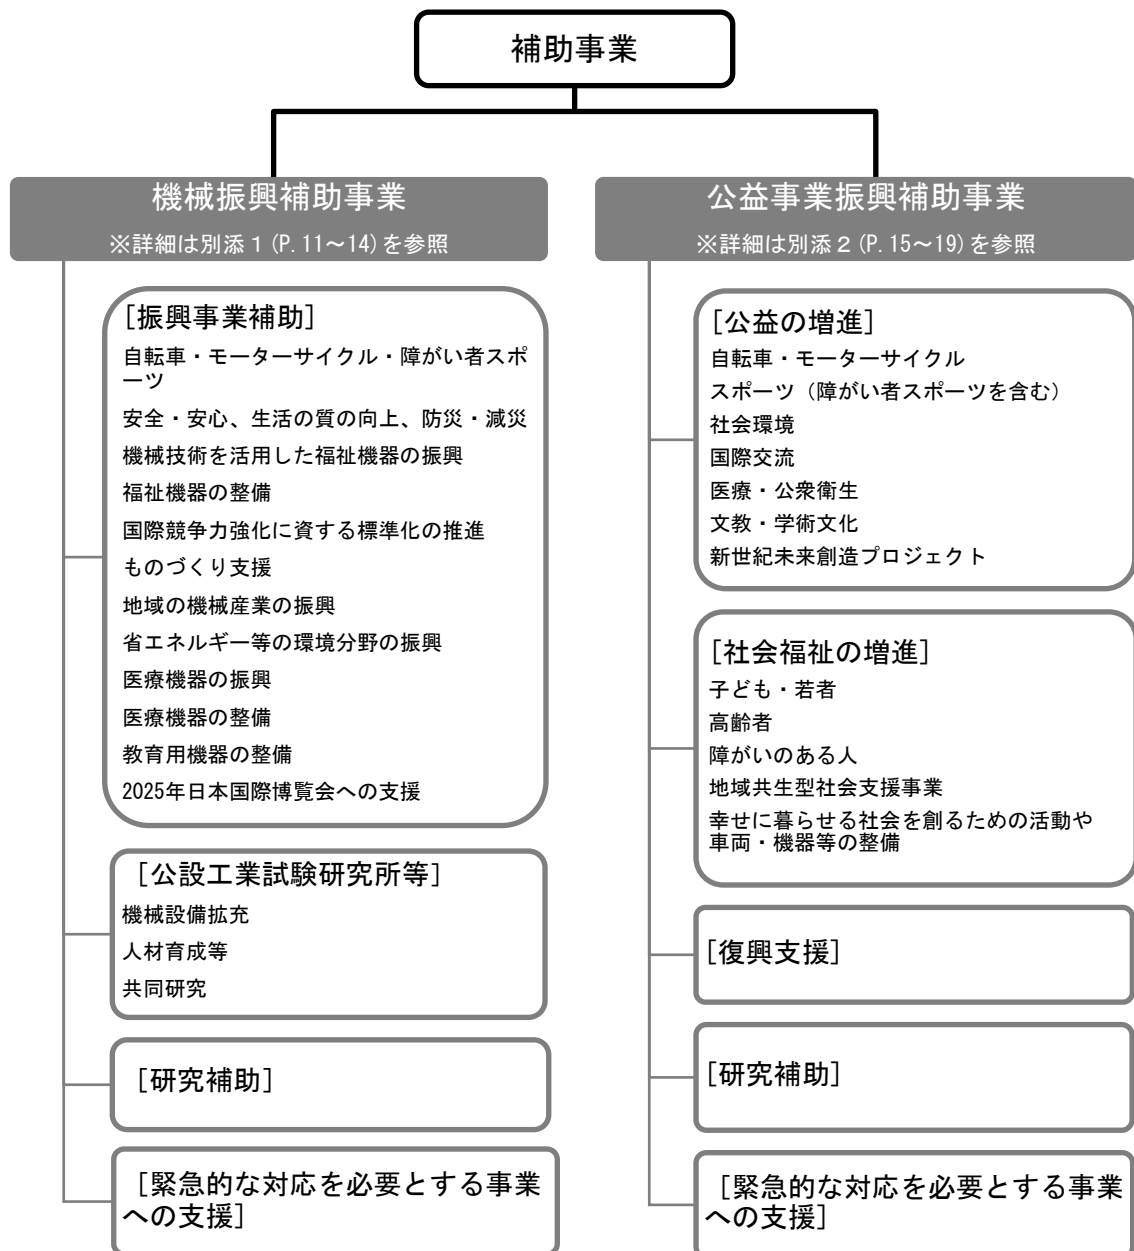 補助事業
機械振興補助事業
※詳細は別添１(P.11～14)を参照
[振興事業補助]
自転車・モーターサイクル・障がい者スポ
ーツ
安全・安心、生活の質の向上、防災・減災
機械技術を活用した福祉機器の振興
福祉機器の整備
国際競争力強化に資する標準化の推進
ものづくり支援
地域の機械産業の振興
省エネルギー等の環境分野の振興
医療機器の振興
医療機器の整備
教育用機器の整備
2025年日本国際博覧会への支援
[公設工業試験研究所等]
機械設備拡充
人材育成等
共同研究
[研究補助]
[緊急的な対応を必要とする事業
への支援]
公益事業振興補助事業
※詳細は別添２(P.15～19)を参照
[公益の増進]
自転車・モーターサイクル
スポーツ（障がい者スポーツを含む）
社会環境
国際交流
医療・公衆衛生
文教・学術文化
新世紀未来創造プロジェクト
[社会福祉の増進]
子ども・若者
高齢者
障がいのある人
地域共生型社会支援事業
幸せに暮らせる社会を創るための活動や
車両・機器等の整備
[復興支援]
[研究補助]
[緊急的な対応を必要とする事業
への支援]